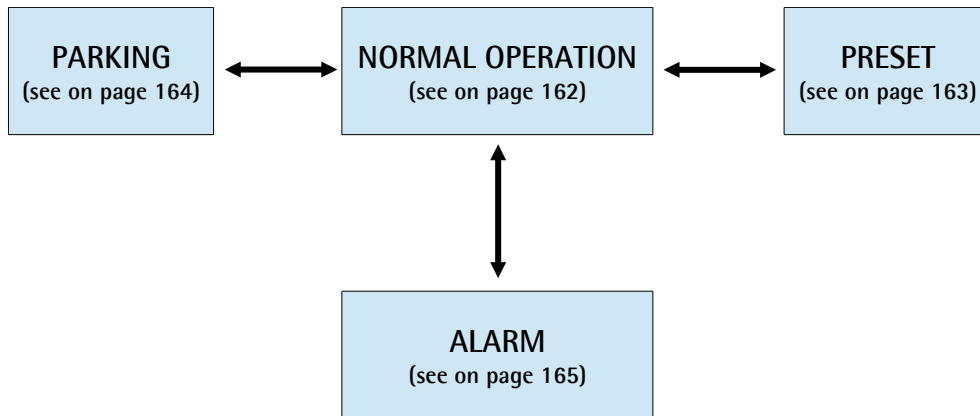 PARKING
(see on page 164)
NORMAL OPERATION
(see on page 162)
PRESET
(see on page 163)
ALARM
(see on page 165)